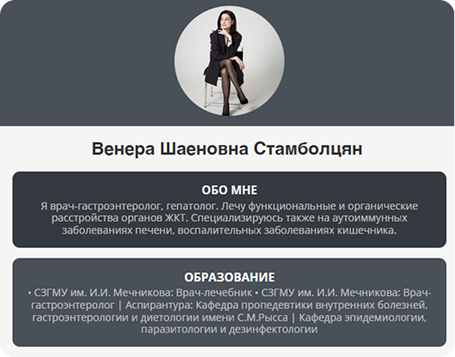 Венера Шаеновна Стамболцян
ОБО МНЕ
Я врач-гастроэнтеролог, гепатолог. Лечу функциональные и органические
расстройства органов ЖКТ. Специализируюсь также на аутоиммунных
заболеваниях печени, воспалительных заболеваниях кишечника.
ОБРАЗОВАНИЕ
• СЗГМУ им. И.И. Мечникова: Врач-лечебник • СЗГМУ им. И.И. Мечникова: Врач-
гастроэнтеролог | Аспирантура: Кафедра пропедевтики внутренних болезней,
гастроэнтерологии и диетологии имени С.М.Рысса | Кафедра эпидемиологии,
паразитологии и дезинфектологии